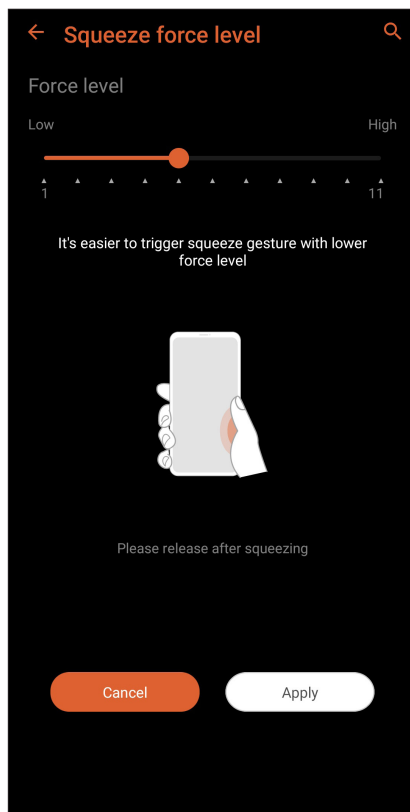 Squeeze force level
Force level
Low High
1 11
It's easier to trigger squeeze gesture with lower
force level
Please release after squeezing
Cancel Apply